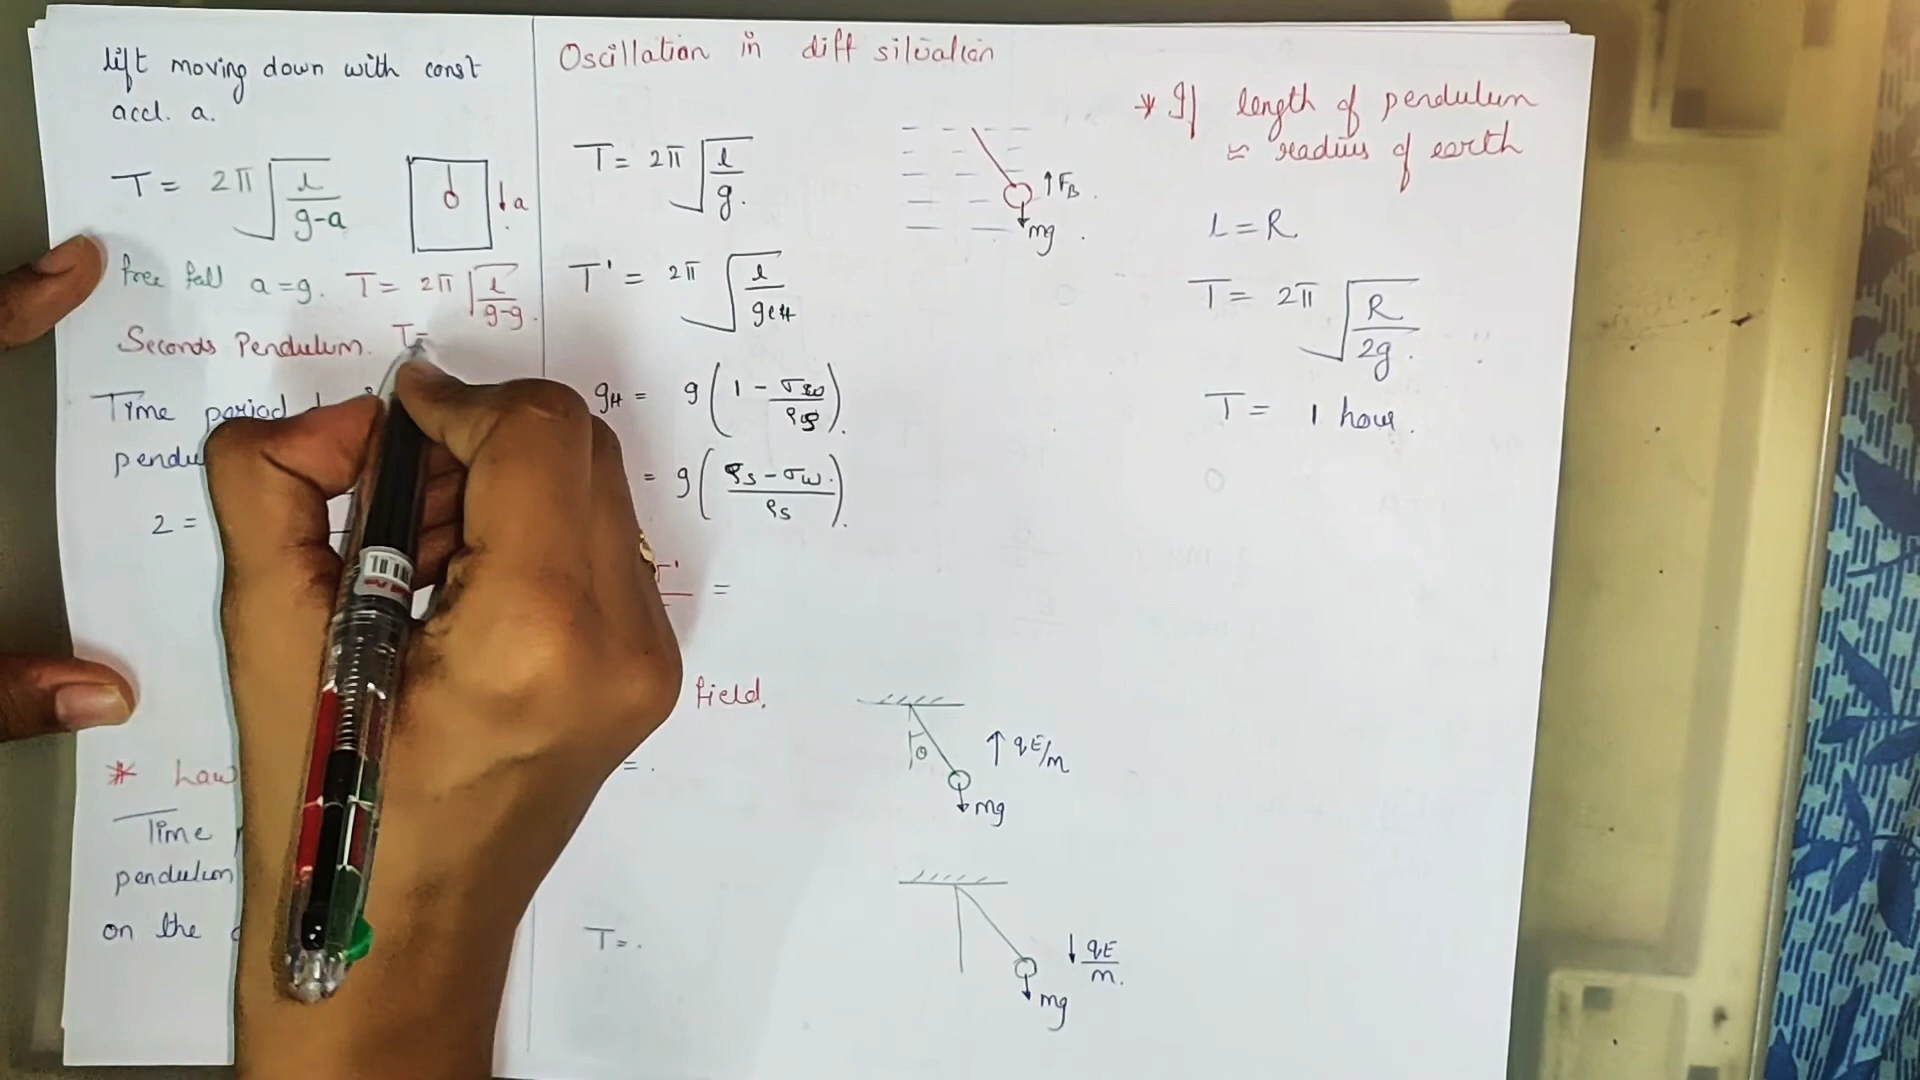 lift moving down with const
accl. a.
T = 2π √(l/(g-a))
↓a
free fall a=g. T = 2π √(l/(g-g)).
Seconds Pendulum. T=
Time period
pendu
2 =
* Law
Time
pendulum
on the
Oscillation in diff situation
T = 2π √(l/g).
↑FB.
mg.
T' = 2π √(l/geff)
geff = g(1 - σw/ρs).
= g((ρs - σw)/ρs).
T'
=
field.
=.
θ
↑qE/m
mg
T=.
↓qE/m.
mg
* If length of pendulum
≃ radius of earth
l = R
T = 2π √(R/2g).
T = 1 hour.